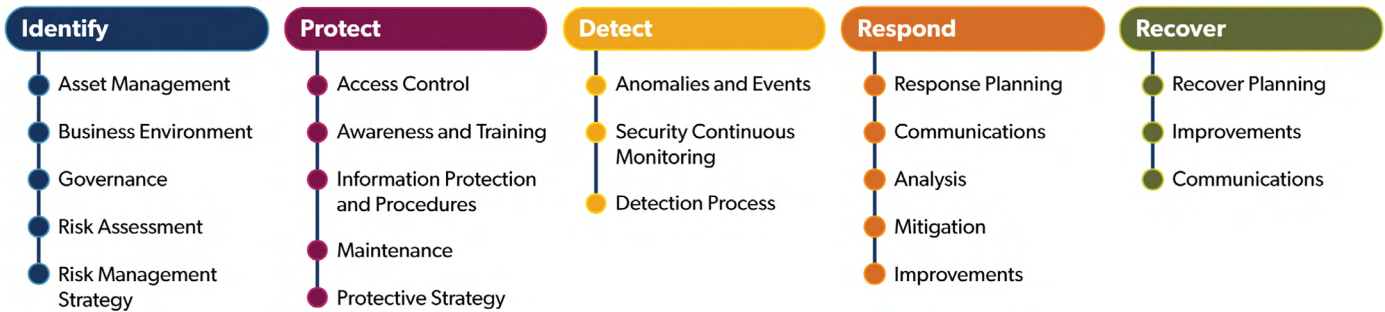 Identify
Asset Management
Business Environment
Governance
Risk Assessment
Risk Management
Strategy
Protect
Access Control
Awareness and Training
Information Protection
and Procedures
Maintenance
Protective Strategy
Detect
Anomalies and Events
Security Continuous
Monitoring
Detection Process
Respond
Response Planning
Communications
Analysis
Mitigation
Improvements
Recover
Recover Planning
Improvements
Communications